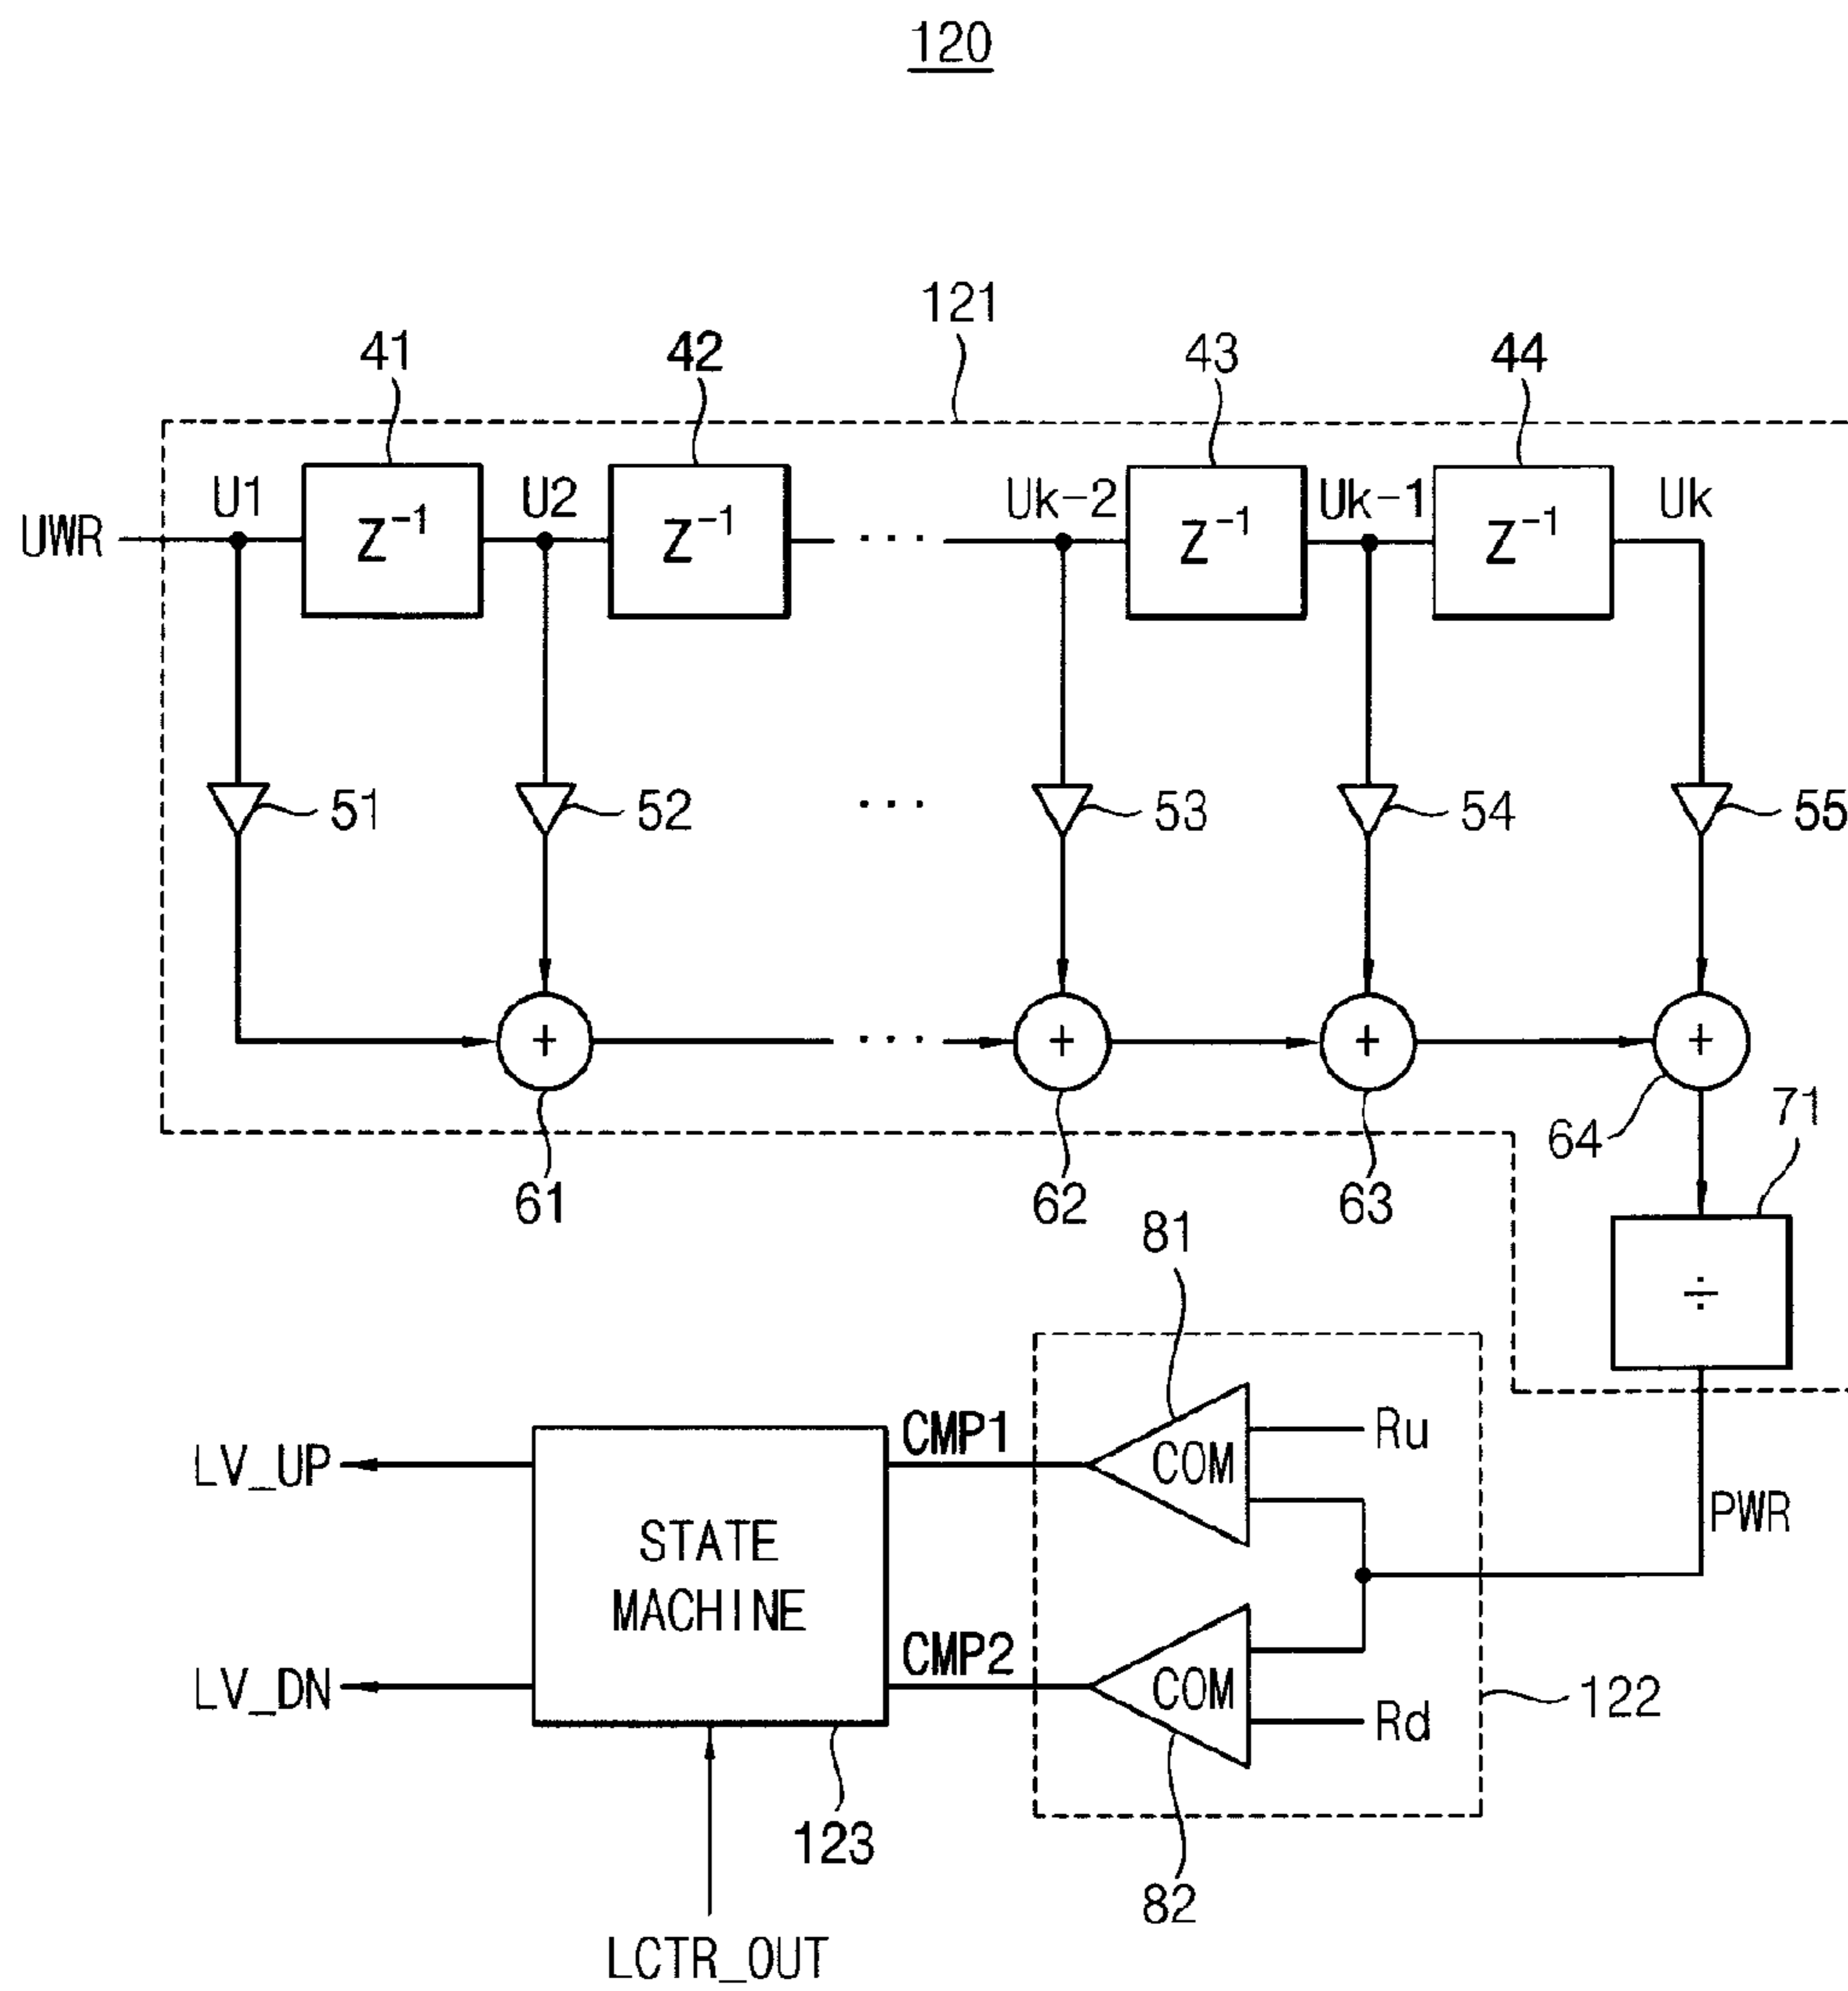 120
121
41
42
43
44
U1
U2
Uk-2
Uk-1
Uk
UWR
Z⁻¹
Z⁻¹
...
Z⁻¹
Z⁻¹
51
52
...
53
54
55
+
...
+
+
+
61
62
63
64
71
÷
81
CMP1
COM
Ru
LV_UP
STATE
MACHINE
PWR
CMP2
COM
LV_DN
Rd
122
123
82
LCTR_OUT